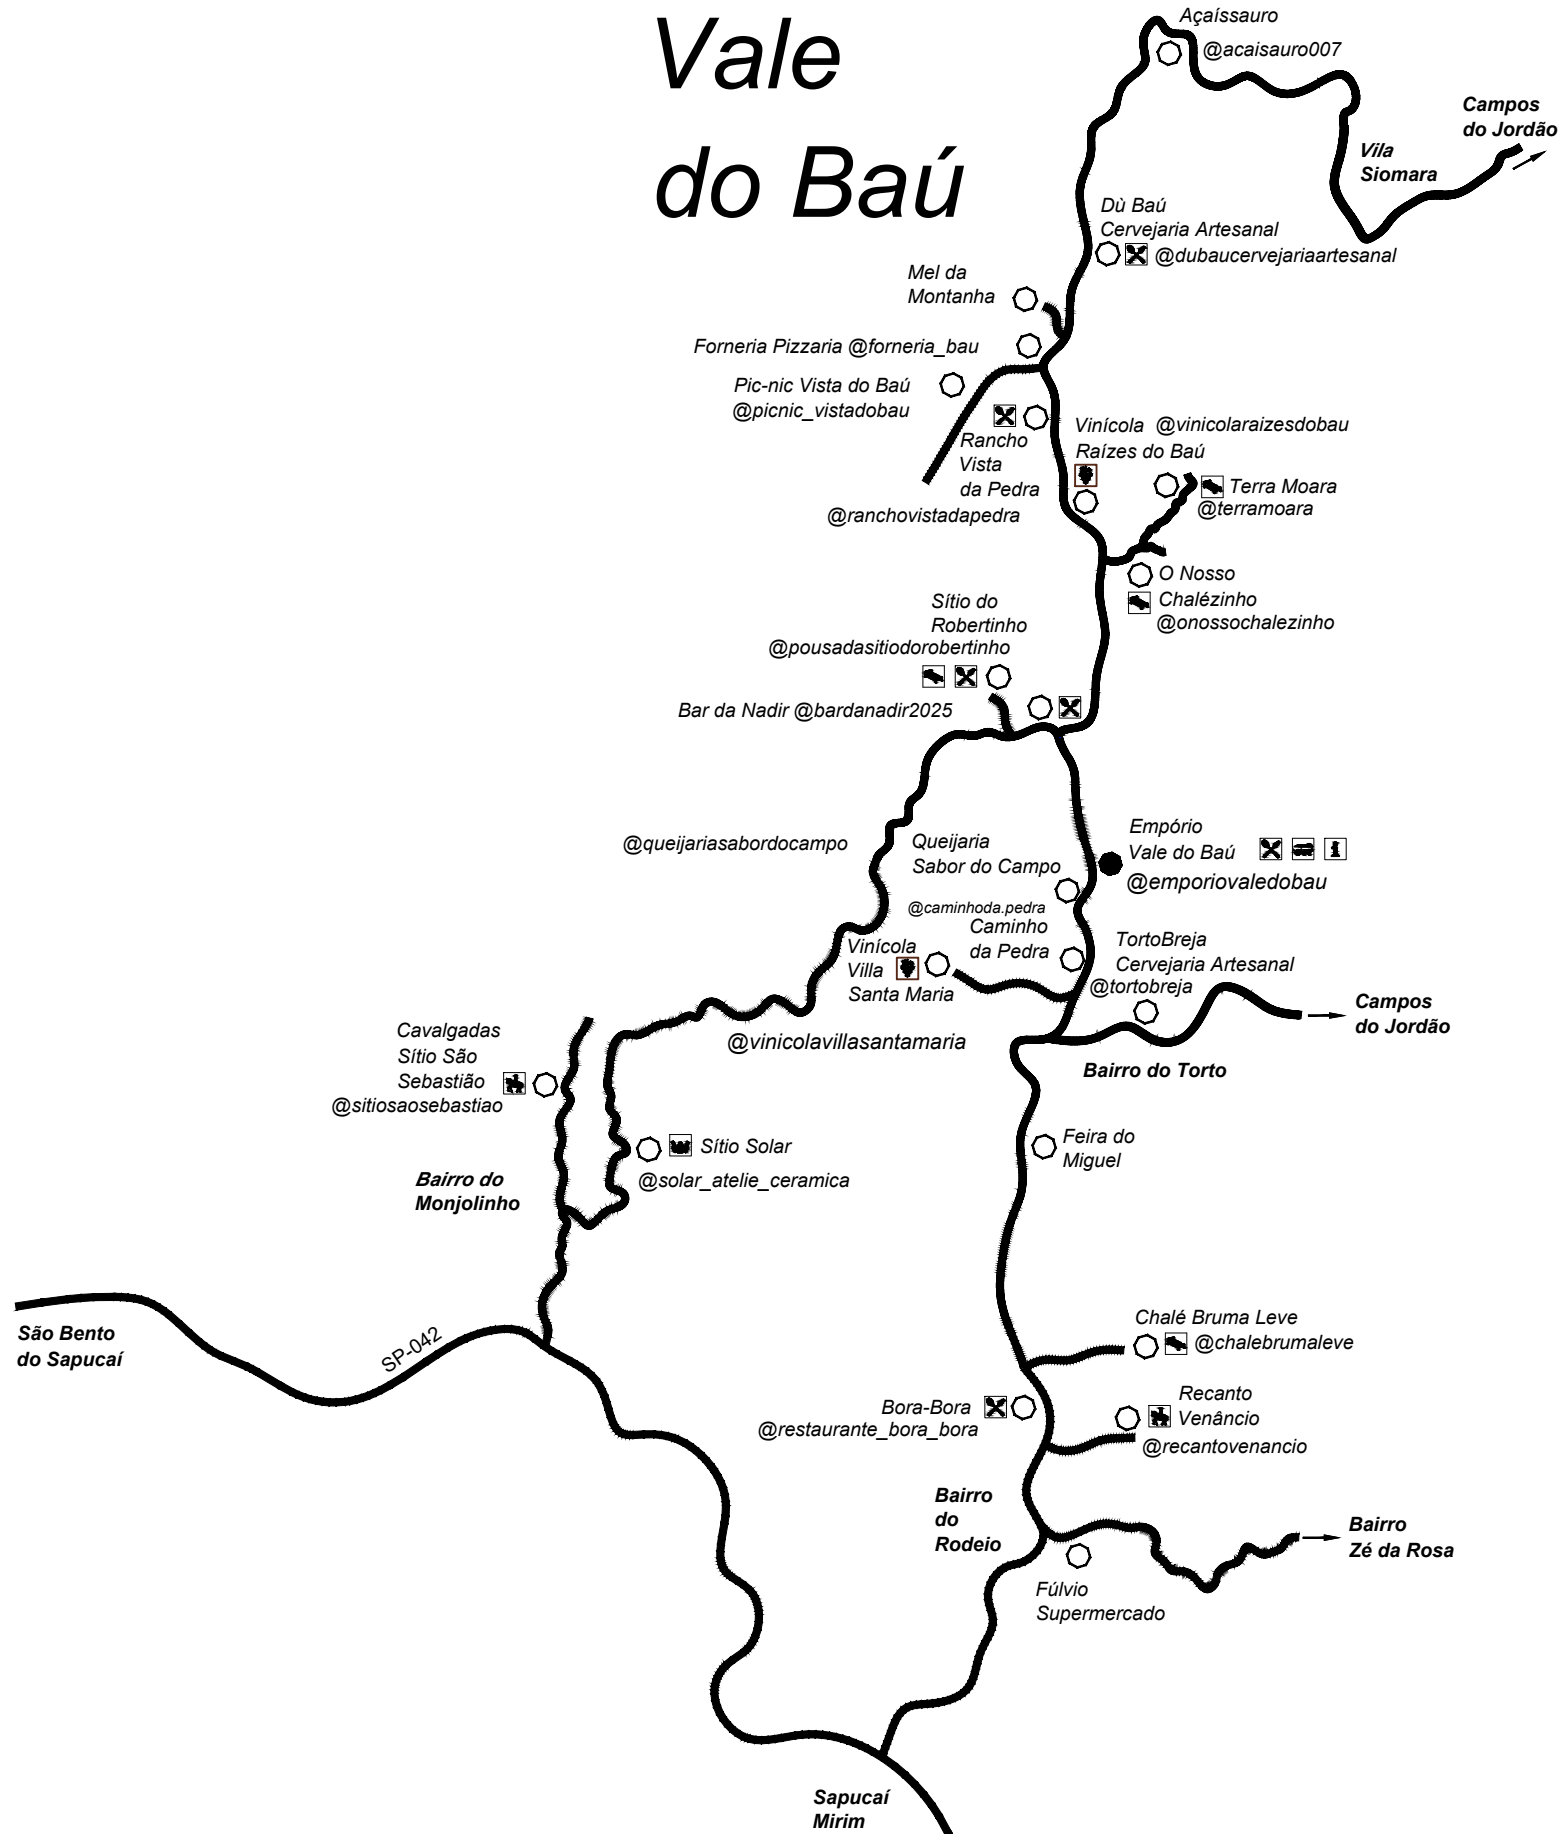 Vale
do Baú
Açaíssauro
@acaisauro007
Campos
do Jordão
Vila
Siomara
Dù Baú
Cervejaria Artesanal
@dubaucervejariaartesanal
Mel da
Montanha
Forneria Pizzaria @forneria_bau
Pic-nic Vista do Baú
@picnic_vistadobau
Rancho
Vista
da Pedra
@ranchovistadapedra
Vinícola @vinicolaraizesdobau
Raízes do Baú
Terra Moara
@terramoara
O Nosso
Chalézinho
@onossochalezinho
Sítio do
Robertinho
@pousadasitiodorobertinho
Bar da Nadir @bardanadir2025
Empório
Vale do Baú
@emporiovaledobau
@queijariasabordocampo
Queijaria
Sabor do Campo
@caminhoda.pedra
Caminho
da Pedra
Vinícola
Villa
Santa Maria
@vinicolavillasantamaria
TortoBreja
Cervejaria Artesanal
@tortobreja
Campos
do Jordão
Bairro do Torto
Cavalgadas
Sítio São
Sebastião
@sitiosaosebastiao
Sítio Solar
@solar_atelie_ceramica
Bairro do
Monjolinho
Feira do
Miguel
São Bento
do Sapucaí
SP-042
Chalé Bruma Leve
@chalebrumaleve
Bora-Bora
@restaurante_bora_bora
Recanto
Venâncio
@recantovenancio
Bairro
do
Rodeio
Bairro
Zé da Rosa
Fúlvio
Supermercado
Sapucaí
Mirim